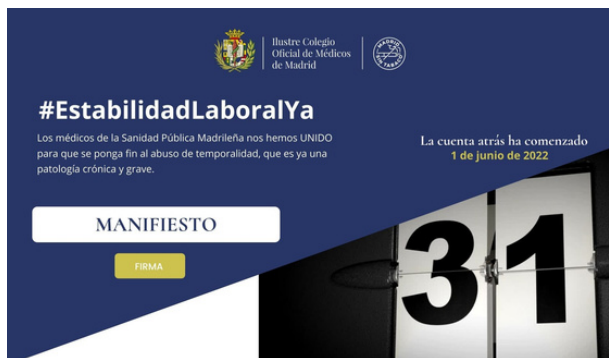 Ilustre Colegio
Oficial de Médicos
de Madrid
#EstabilidadLaboralYa
Los médicos de la Sanidad Pública Madrileña nos hemos UNIDO
para que se ponga fin al abuso de temporalidad, que es ya una
patología crónica y grave.
La cuenta atrás ha comenzado
1 de junio de 2022
MANIFIESTO
FIRMA
31